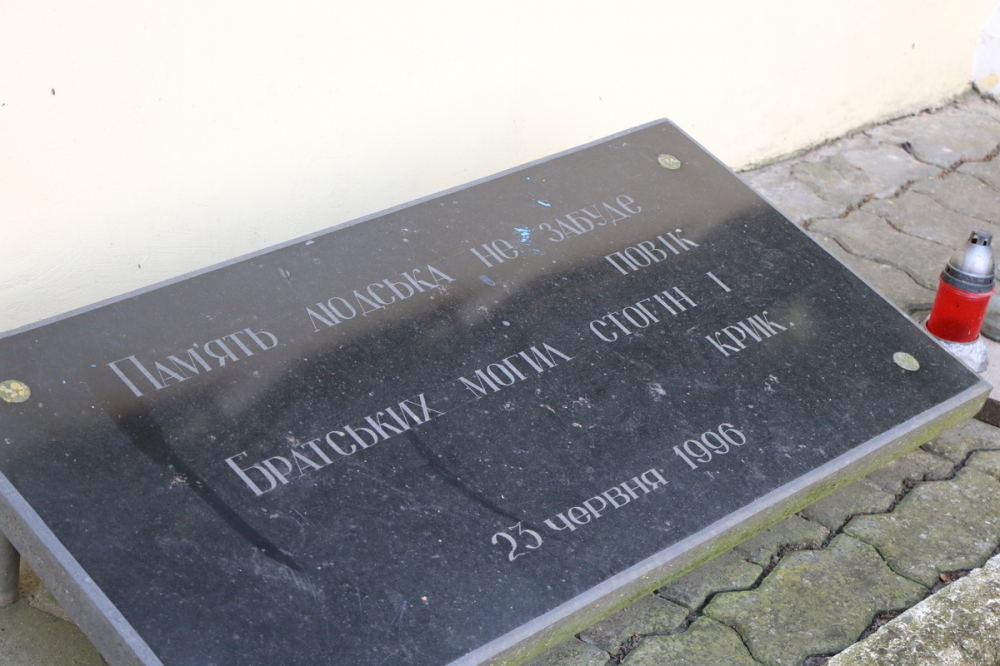 Пам'ять людська не забуде
повік
Братських могил стогін і
крик.
23 червня 1996